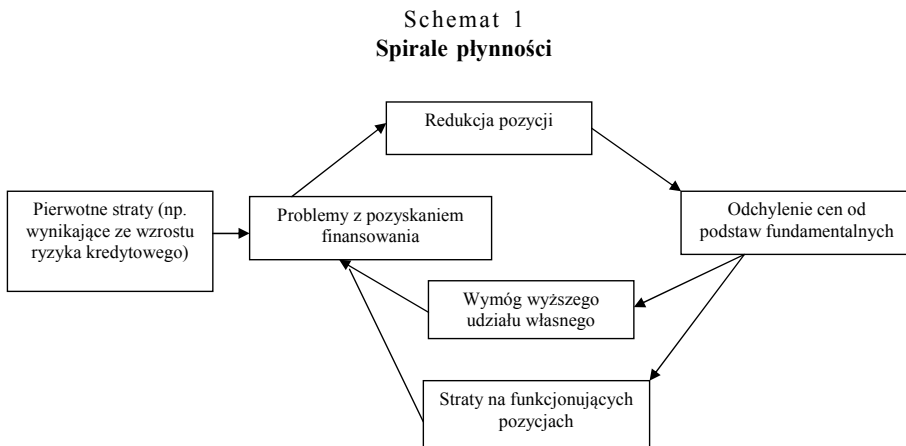 Schemat 1
Spirale płynności
Redukcja pozycji
Pierwotne straty (np.
wynikające ze wzrostu
ryzyka kredytowego)
Problemy z pozyskaniem
finansowania
Odchylenie cen od
podstaw fundamentalnych
Wymóg wyższego
udziału własnego
Straty na funkcjonujących
pozycjach